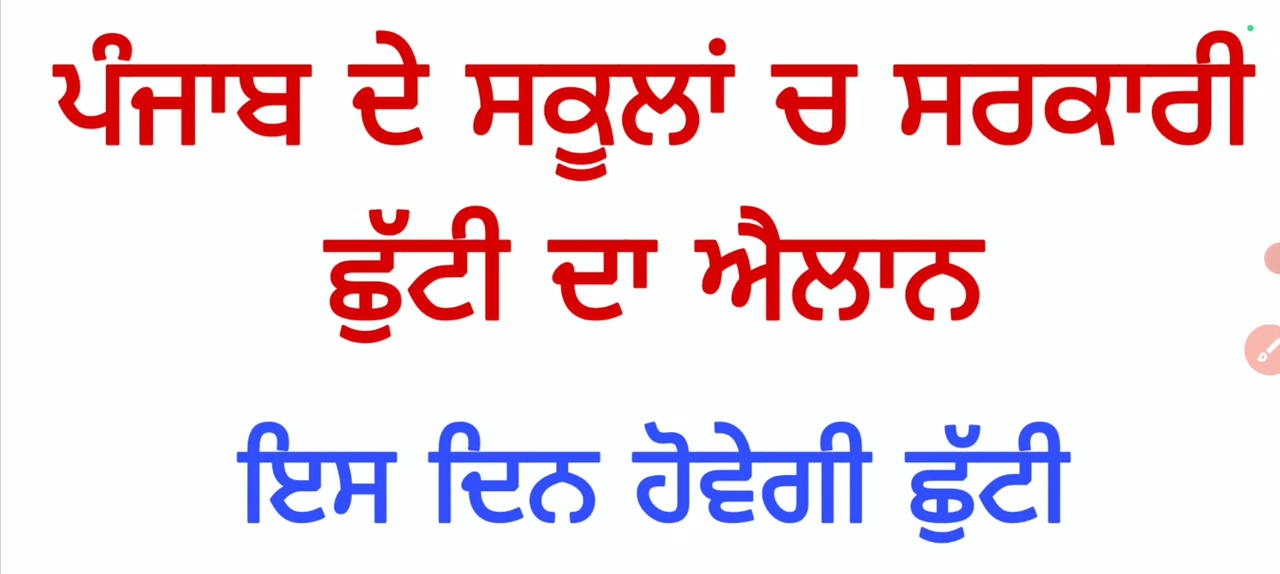 ਪੰਜਾਬ ਦੇ ਸਕੂਲਾਂ ਚ ਸਰਕਾਰੀ
ਛੁੱਟੀ ਦਾ ਐਲਾਨ
ਇਸ ਦਿਨ ਹੋਵੇਗੀ ਛੁੱਟੀ